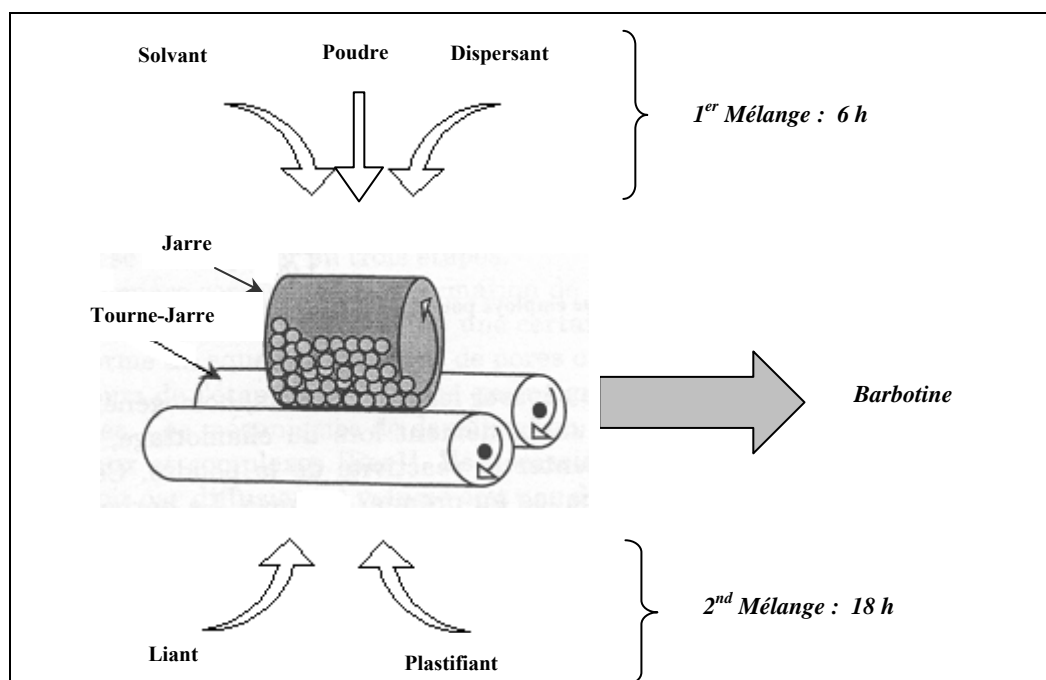 Solvant
Poudre
Dispersant
1er Mélange : 6 h
Jarre
Tourne-Jarre
Barbotine
2nd Mélange : 18 h
Liant
Plastifiant